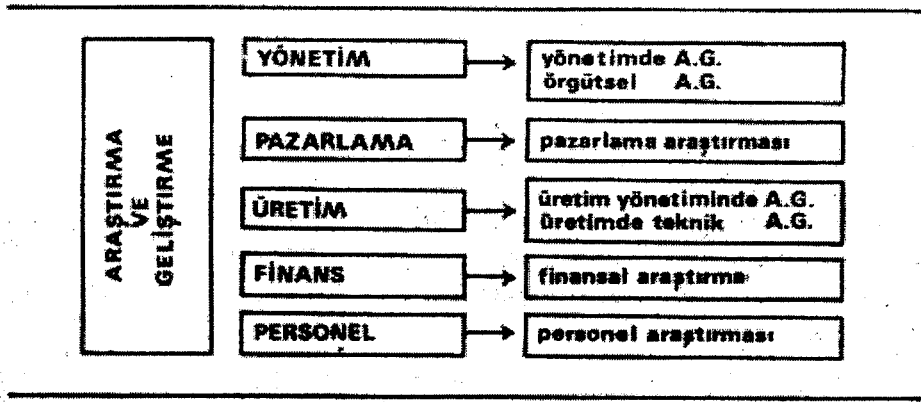 ARAŞTIRMA
VE
GELİŞTİRME
YÖNETİM
yönetimde A.G.
örgütsel A.G.
PAZARLAMA
pazarlama araştırması
ÜRETİM
üretim yönetiminde A.G.
üretimde teknik A.G.
FİNANS
finansal araştırma
PERSONEL
personel araştırması